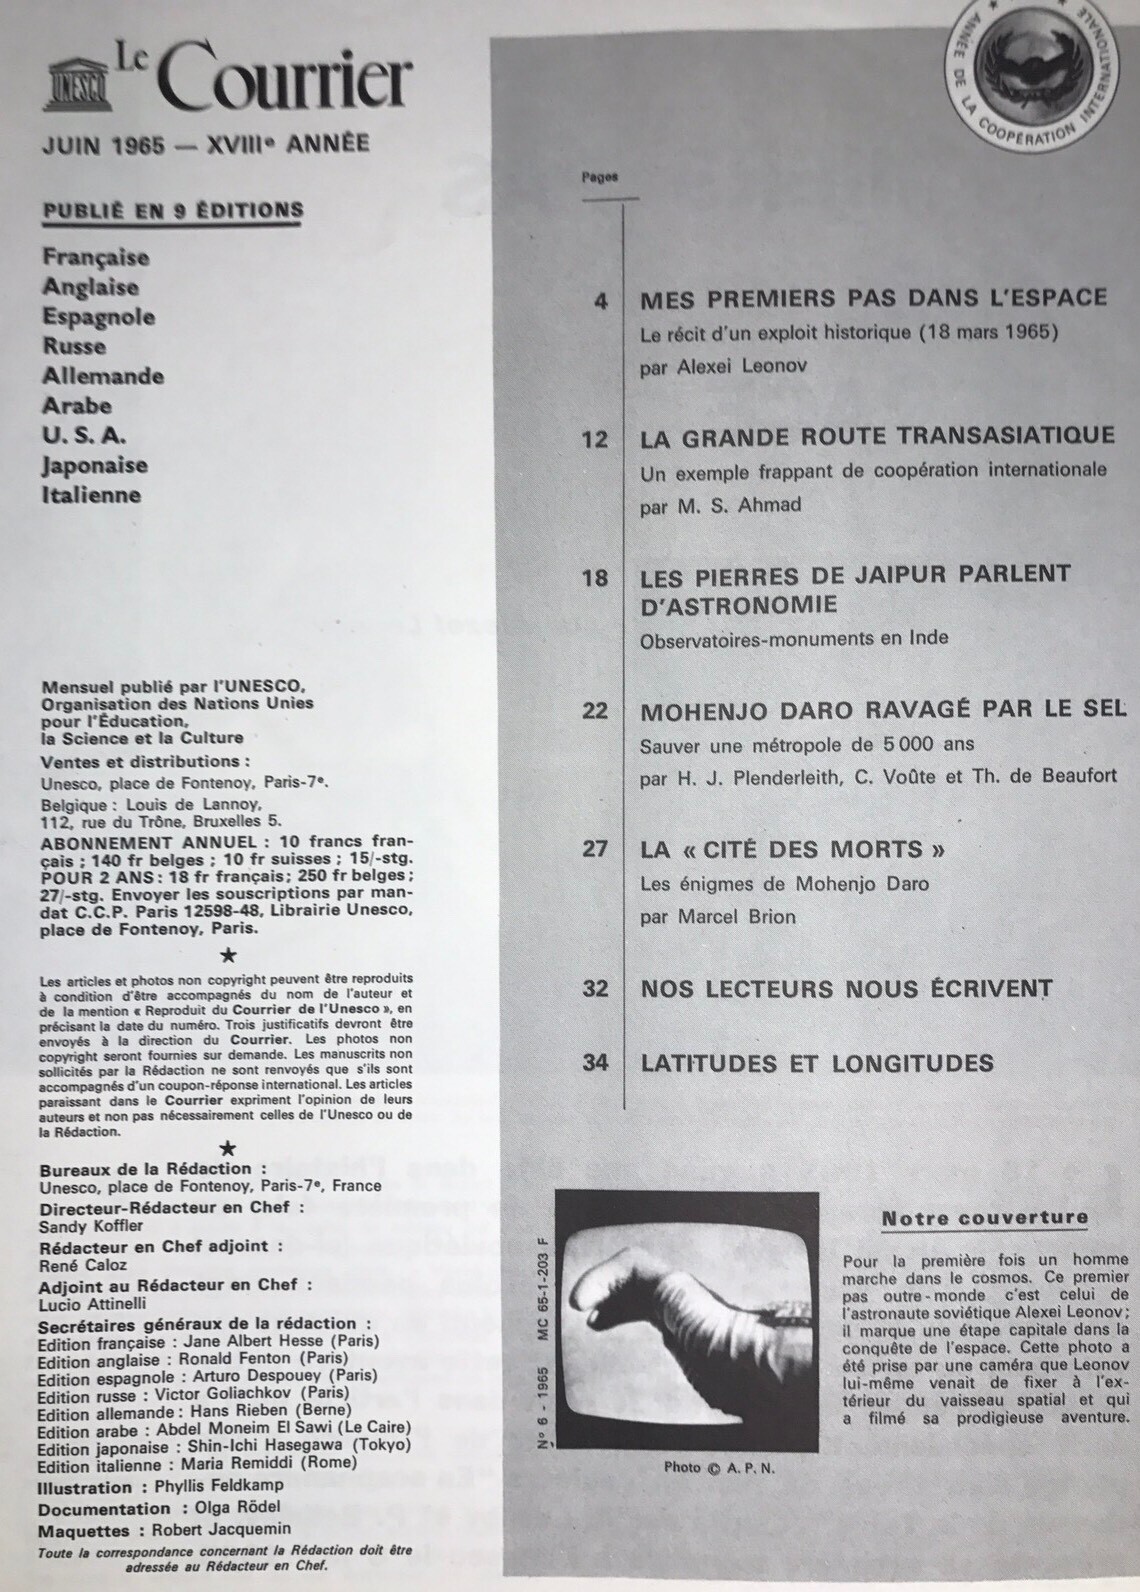 UNESCO
Le Courrier
JUIN 1965 — XVIIIe ANNÉE
PUBLIÉ EN 9 ÉDITIONS
Française
Anglaise
Espagnole
Russe
Allemande
Arabe
U. S. A.
Japonaise
Italienne
Mensuel publié par l'UNESCO,
Organisation des Nations Unies
pour l'Éducation,
la Science et la Culture
Ventes et distributions :
Unesco, place de Fontenoy, Paris-7e.
Belgique : Louis de Lannoy,
112, rue du Trône, Bruxelles 5.
ABONNEMENT ANNUEL : 10 francs fran-
çais ; 140 fr belges ; 10 fr suisses ; 15/-stg.
POUR 2 ANS : 18 fr français ; 250 fr belges ;
27/-stg. Envoyer les souscriptions par man-
dat C.C.P. Paris 12598-48, Librairie Unesco,
place de Fontenoy, Paris.
★
Les articles et photos non copyright peuvent être reproduits
à condition d'être accompagnés du nom de l'auteur et
de la mention « Reproduit du Courrier de l'Unesco », en
précisant la date du numéro. Trois justificatifs devront être
envoyés à la direction du Courrier. Les photos non
copyright seront fournies sur demande. Les manuscrits non
sollicités par la Rédaction ne sont renvoyés que s'ils sont
accompagnés d'un coupon-réponse international. Les articles
paraissant dans le Courrier expriment l'opinion de leurs
auteurs et non pas nécessairement celles de l'Unesco ou de
la Rédaction.
★
Bureaux de la Rédaction :
Unesco, place de Fontenoy, Paris-7e, France
Directeur-Rédacteur en Chef :
Sandy Koffler
Rédacteur en Chef adjoint :
René Caloz
Adjoint au Rédacteur en Chef :
Lucio Attinelli
Secrétaires généraux de la rédaction :
Edition française : Jane Albert Hesse (Paris)
Edition anglaise : Ronald Fenton (Paris)
Edition espagnole : Arturo Despouey (Paris)
Edition russe : Victor Goliachkov (Paris)
Edition allemande : Hans Rieben (Berne)
Edition arabe : Abdel Moneim El Sawi (Le Caire)
Edition japonaise : Shin-Ichi Hasegawa (Tokyo)
Edition italienne : Maria Remiddi (Rome)
Illustration : Phyllis Feldkamp
Documentation : Olga Rödel
Maquettes : Robert Jacquemin
Toute la correspondance concernant la Rédaction doit être
adressée au Rédacteur en Chef.
ANNÉE DE LA COOPÉRATION INTERNATIONALE
Pages
4 MES PREMIERS PAS DANS L'ESPACE
Le récit d'un exploit historique (18 mars 1965)
par Alexei Leonov
12 LA GRANDE ROUTE TRANSASIATIQUE
Un exemple frappant de coopération internationale
par M. S. Ahmad
18 LES PIERRES DE JAIPUR PARLENT
D'ASTRONOMIE
Observatoires-monuments en Inde
22 MOHENJO DARO RAVAGÉ PAR LE SEL
Sauver une métropole de 5 000 ans
par H. J. Plenderleith, C. Voûte et Th. de Beaufort
27 LA « CITÉ DES MORTS »
Les énigmes de Mohenjo Daro
par Marcel Brion
32 NOS LECTEURS NOUS ÉCRIVENT
34 LATITUDES ET LONGITUDES
Nº 6 - 1965 MC 65-1-203 F
Photo © A. P. N.
Notre couverture
Pour la première fois un homme
marche dans le cosmos. Ce premier
pas outre-monde c'est celui de
l'astronaute soviétique Alexei Leonov ;
il marque une étape capitale dans la
conquête de l'espace. Cette photo a
été prise par une caméra que Leonov
lui-même venait de fixer à l'ex-
térieur du vaisseau spatial et qui
a filmé sa prodigieuse aventure.